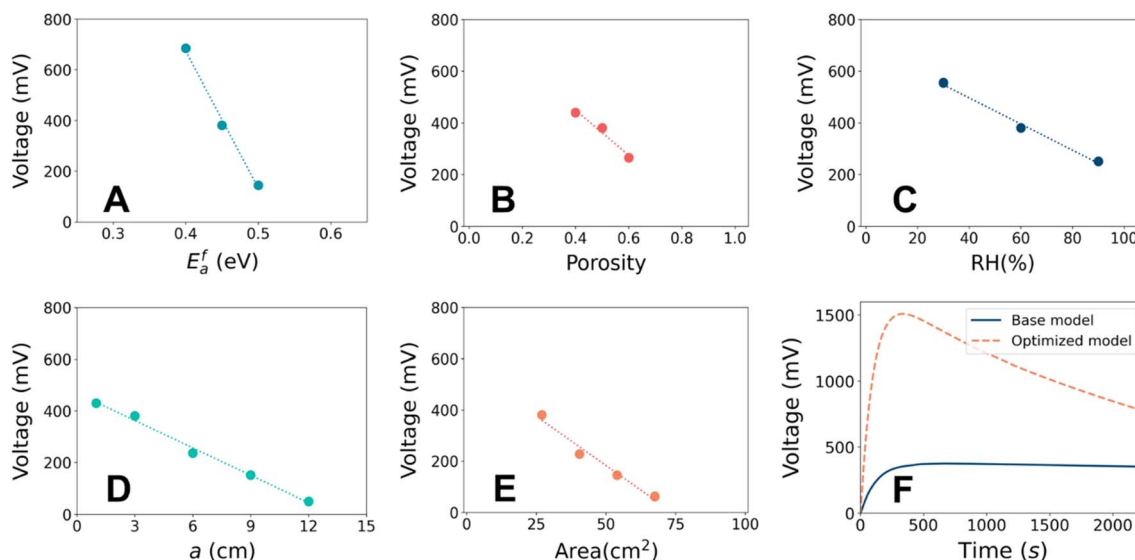 800
600
400
200
0
Voltage (mV)
A
0.3 0.4 0.5 0.6
E_a^f (eV)
800
600
400
200
0
Voltage (mV)
B
0.0 0.2 0.4 0.6 0.8 1.0
Porosity
800
600
400
200
0
Voltage (mV)
C
0 20 40 60 80 100
RH(%)
800
600
400
200
0
Voltage (mV)
D
0 3 6 9 12 15
a (cm)
800
600
400
200
0
Voltage (mV)
E
0 25 50 75 100
Area(cm²)
1500
1000
500
0
Voltage (mV)
Base model
Optimized model
F
0 500 1000 1500 2000
Time (s)